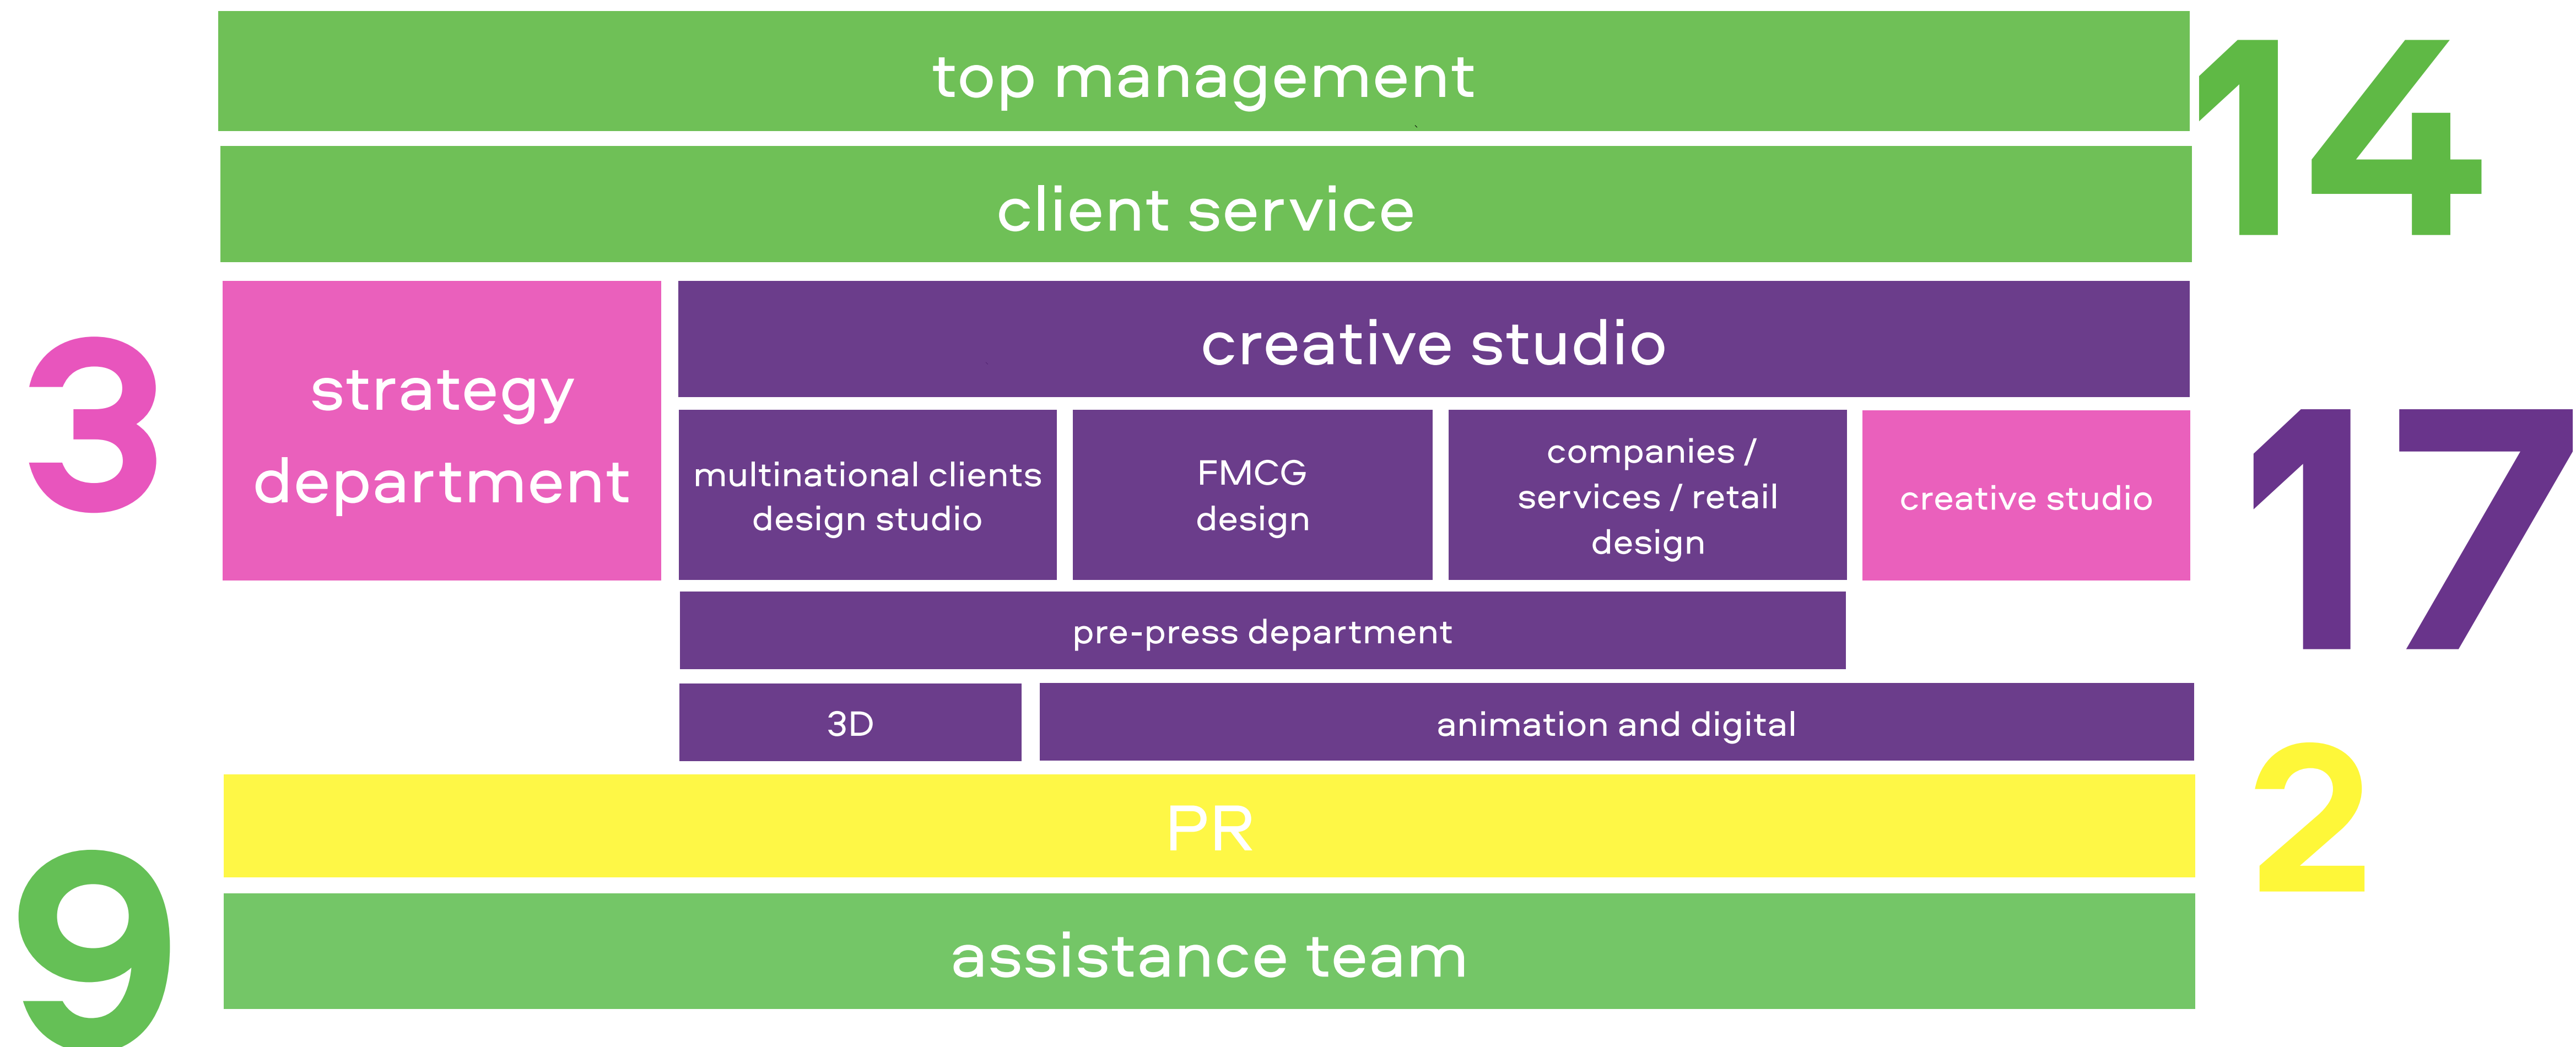 top management
14
client service
3
strategy
department
creative studio
multinational clients
design studio
FMCG
design
companies /
services / retail
design
creative studio
17
pre-press department
3D
animation and digital
PR
2
9
assistance team